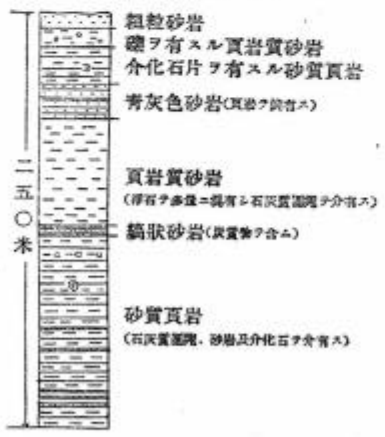 粗粒砂岩
礫ヲ有スル頁岩質砂岩
介化石片ヲ有スル砂質頁岩
青灰色砂岩(頁岩ヲ挾有ス)
二五〇米
頁岩質砂岩
(浮石ヲ多量ニ混有シ石灰質團塊ヲ介有ス)
縞狀砂岩(炭質物ヲ含ム)
砂質頁岩
(石灰質團塊、砂岩及介化石ヲ介有ス)